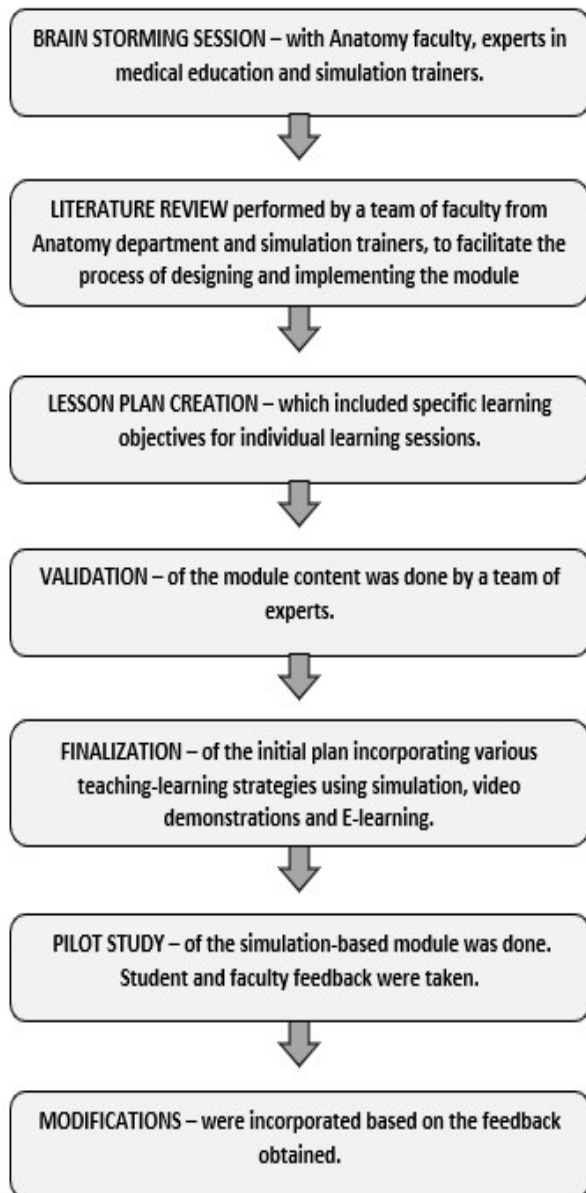 BRAIN STORMING SESSION – with Anatomy faculty, experts in
medical education and simulation trainers.
LITERATURE REVIEW performed by a team of faculty from
Anatomy department and simulation trainers, to facilitate the
process of designing and implementing the module
LESSON PLAN CREATION – which included specific learning
objectives for individual learning sessions.
VALIDATION – of the module content was done by a team of
experts.
FINALIZATION – of the initial plan incorporating various
teaching-learning strategies using simulation, video
demonstrations and E-learning.
PILOT STUDY – of the simulation-based module was done.
Student and faculty feedback were taken.
MODIFICATIONS – were incorporated based on the feedback
obtained.